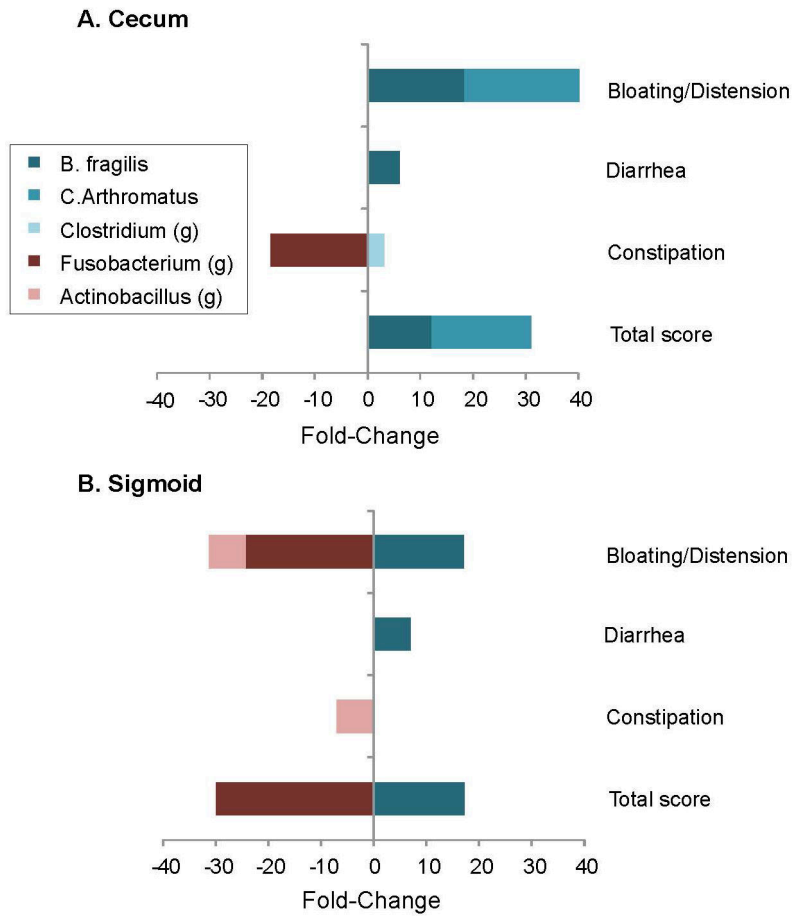 A. Cecum
Bloating/Distension
B. fragilis
C.Arthromatus
Clostridium (g)
Fusobacterium (g)
Actinobacillus (g)
Diarrhea
Constipation
Total score
-40 -30 -20 -10 0 10 20 30 40
Fold-Change
B. Sigmoid
Bloating/Distension
Diarrhea
Constipation
Total score
-40 -30 -20 -10 0 10 20 30 40
Fold-Change